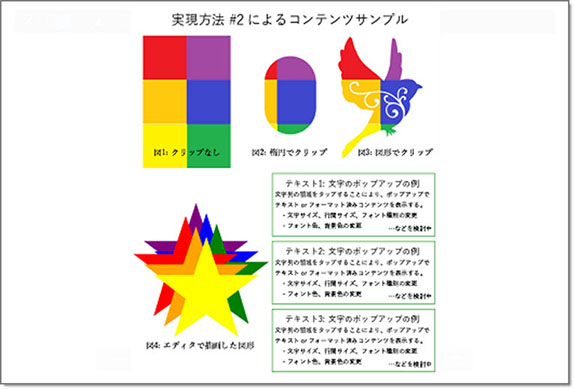 実現方法 #2 によるコンテンツサンプル
図1: クリップなし
図2: 楕円でクリップ
図3: 図形でクリップ
テキスト1: 文字のポップアップの例
文字列の領域をタップすることにより、ポップアップで
テキスト or フォーマット済みコンテンツを表示する。
- 文字サイズ、行間サイズ、フォント種別の変更
- フォント色、背景色の変更
…などを検討中
テキスト2: 文字のポップアップの例
文字列の領域をタップすることにより、ポップアップで
テキスト or フォーマット済みコンテンツを表示する。
- 文字サイズ、行間サイズ、フォント種別の変更
- フォント色、背景色の変更
…などを検討中
テキスト3: 文字のポップアップの例
文字列の領域をタップすることにより、ポップアップで
テキスト or フォーマット済みコンテンツを表示する。
- 文字サイズ、行間サイズ、フォント種別の変更
- フォント色、背景色の変更
…などを検討中
図4: エディタで描画した図形